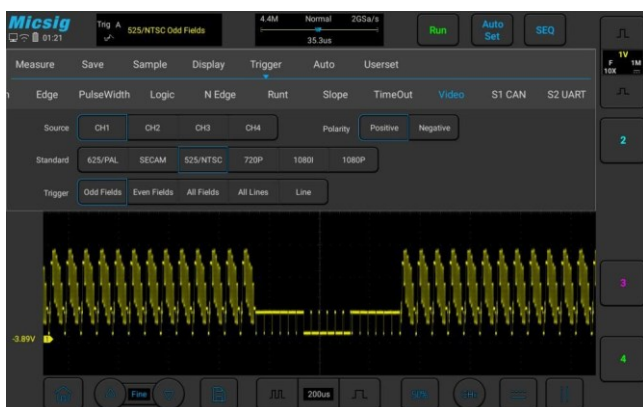 Micsig
01:21
Trig A
525/NTSC Odd Fields
4.4M Normal 2GSa/s
35.3us
Run
Auto Set
SEQ
Measure Save Sample Display Trigger Auto Userset
Edge PulseWidth Logic N Edge Runt Slope TimeOut Video S1 CAN S2 UART
Source CH1 CH2 CH3 CH4 Polarity Positive Negative
Standard 625/PAL SECAM 525/NTSC 720P 1080I 1080P
Trigger Odd Fields Even Fields All Fields All Lines Line
1V
F 1M
10X
2
3
4
-3.89V
1
Fine
200us
50%
CH1